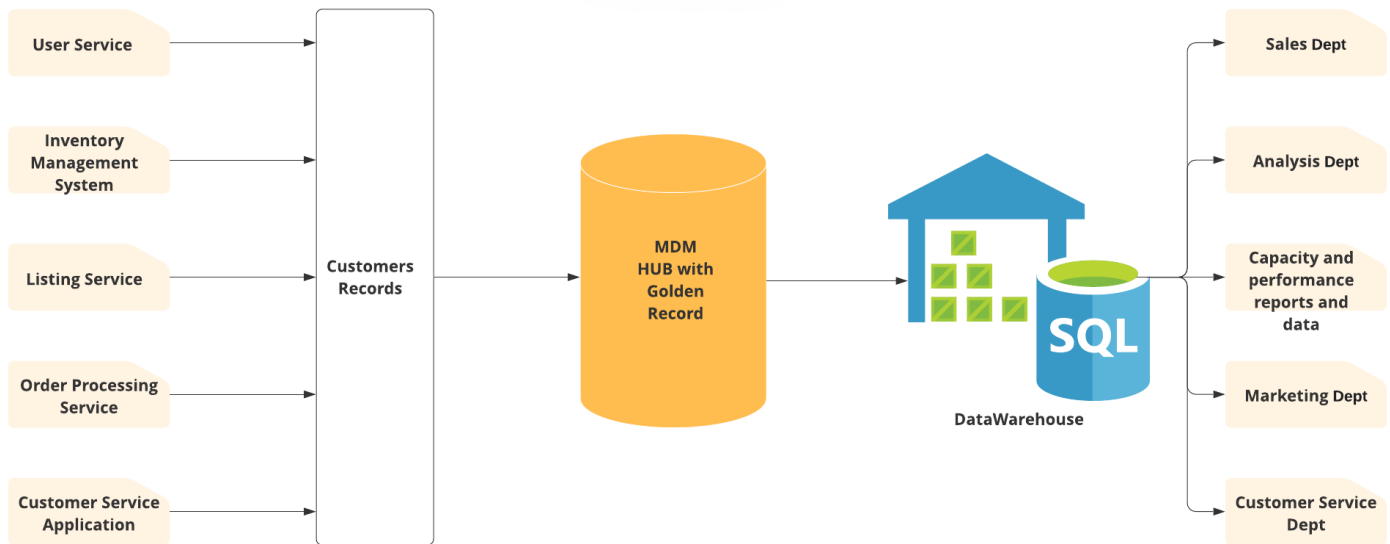 User Service
Inventory
Management
System
Listing Service
Order Processing
Service
Customer Service
Application
Customers
Records
MDM
HUB with
Golden
Record
SQL
DataWarehouse
Sales Dept
Analysis Dept
Capacity and
performance
reports and
data
Marketing Dept
Customer Service
Dept